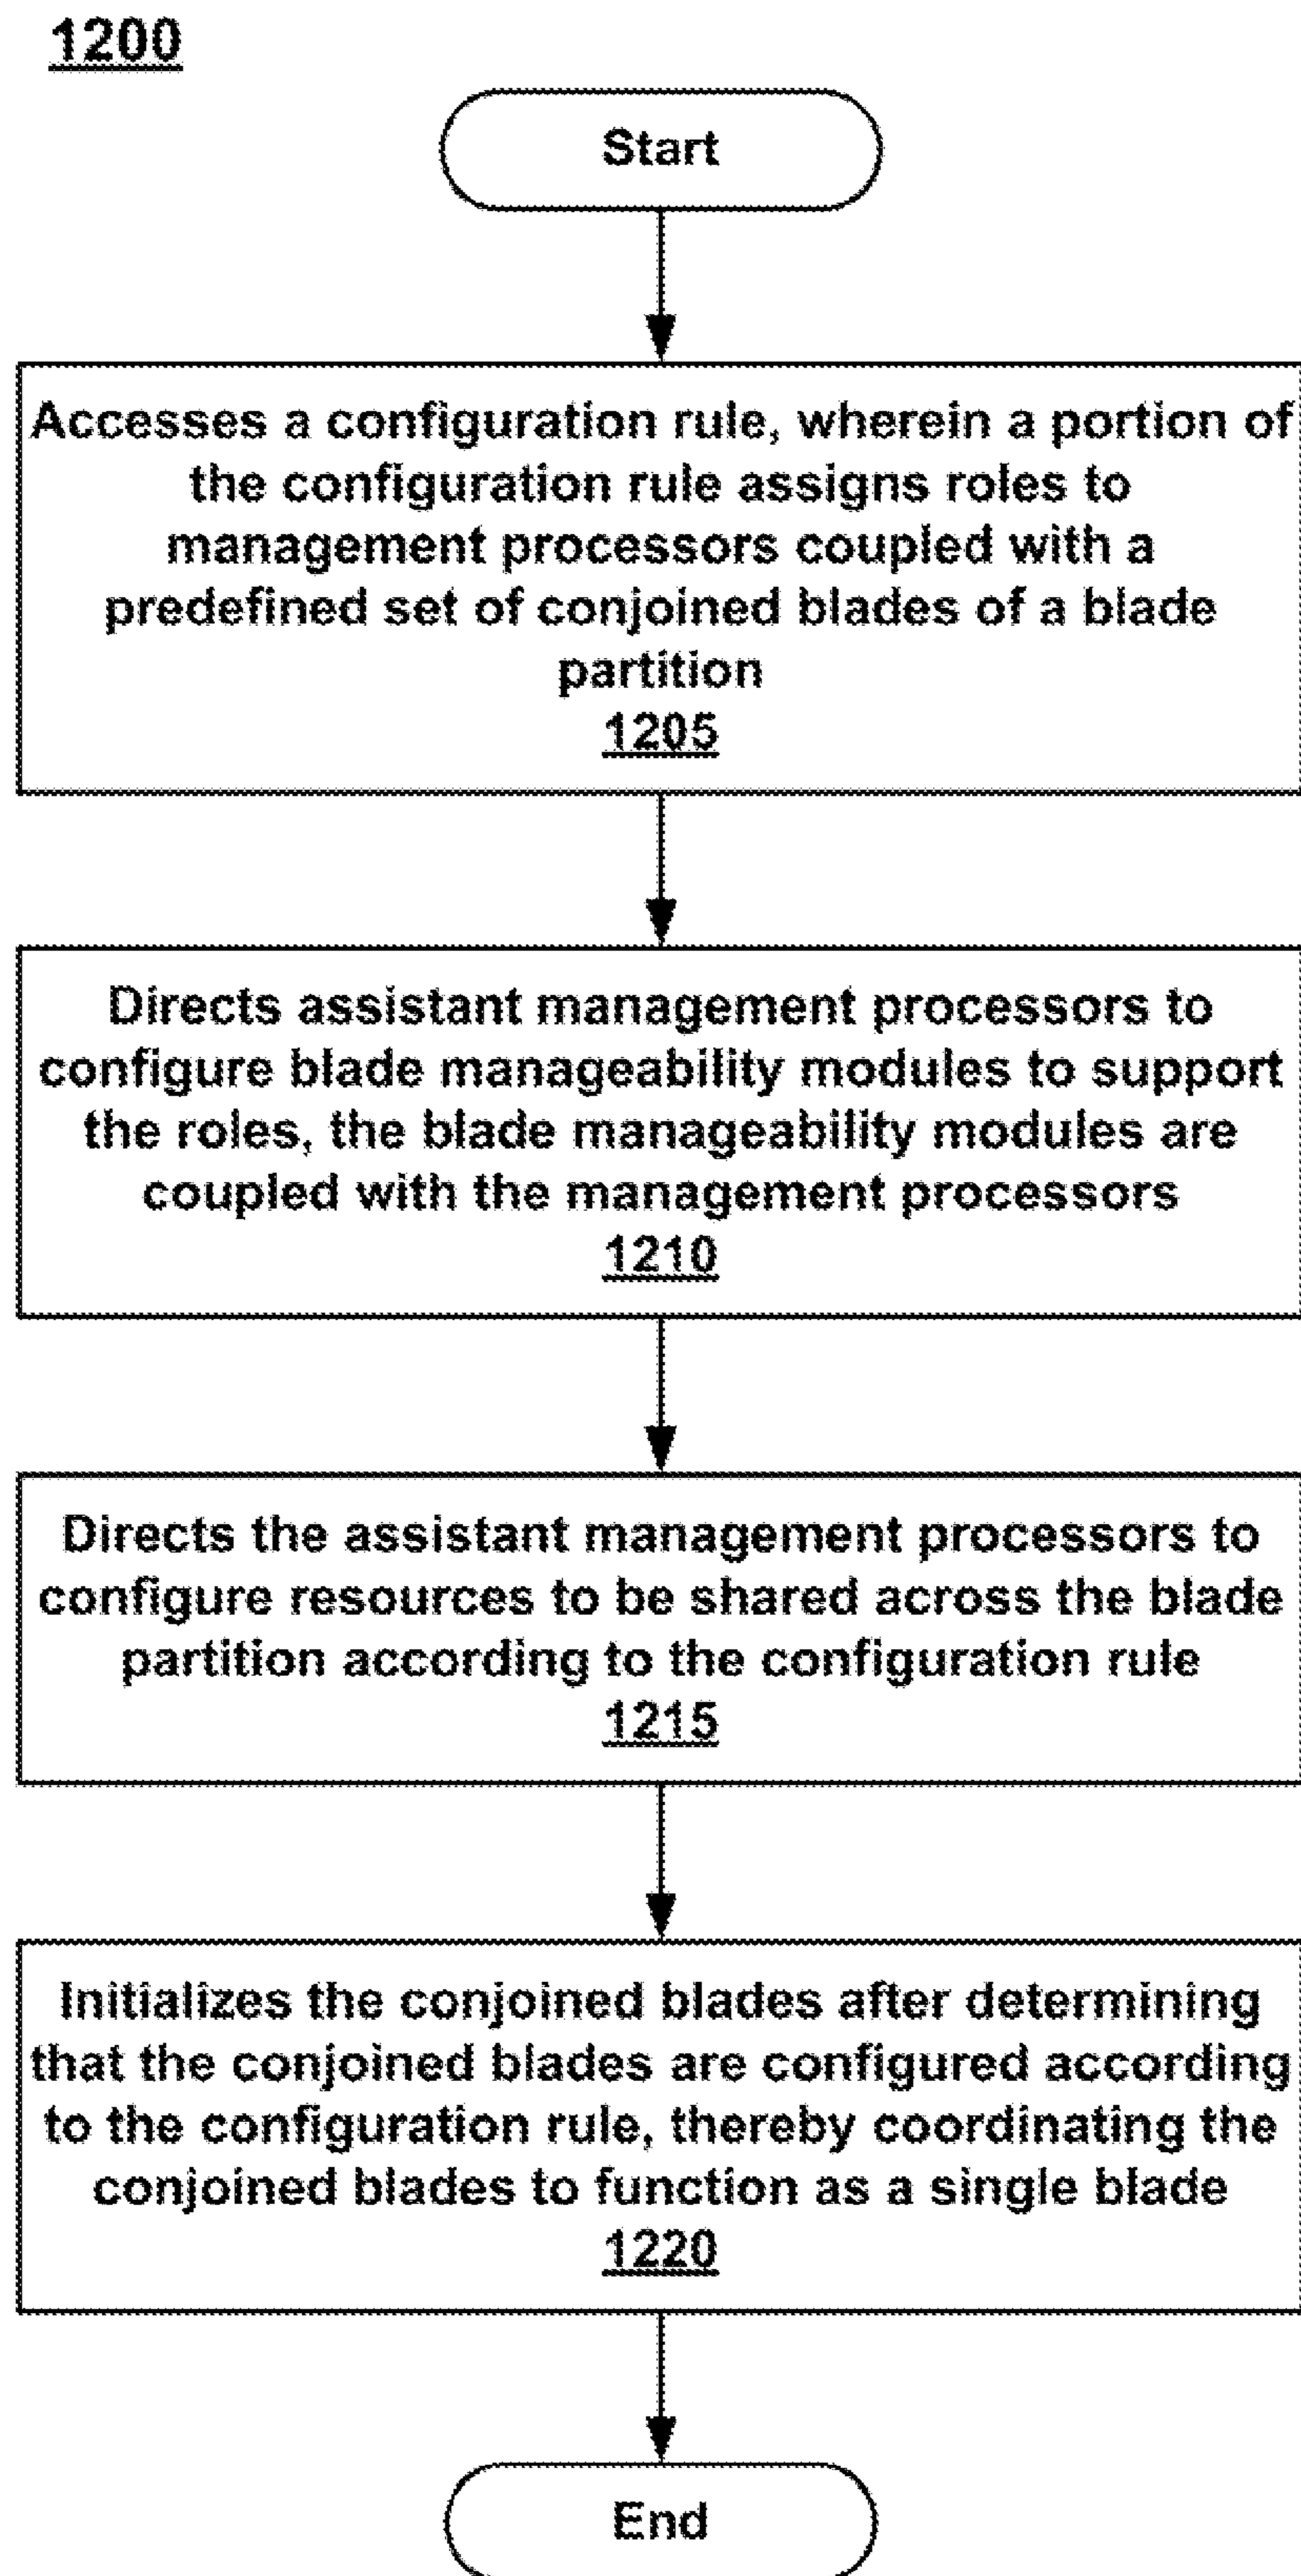 1200
Start
Accesses a configuration rule, wherein a portion of
the configuration rule assigns roles to
management processors coupled with a
predefined set of conjoined blades of a blade
partition
1205
Directs assistant management processors to
configure blade manageability modules to support
the roles, the blade manageability modules are
coupled with the management processors
1210
Directs the assistant management processors to
configure resources to be shared across the blade
partition according to the configuration rule
1215
Initializes the conjoined blades after determining
that the conjoined blades are configured according
to the configuration rule, thereby coordinating the
conjoined blades to function as a single blade
1220
End